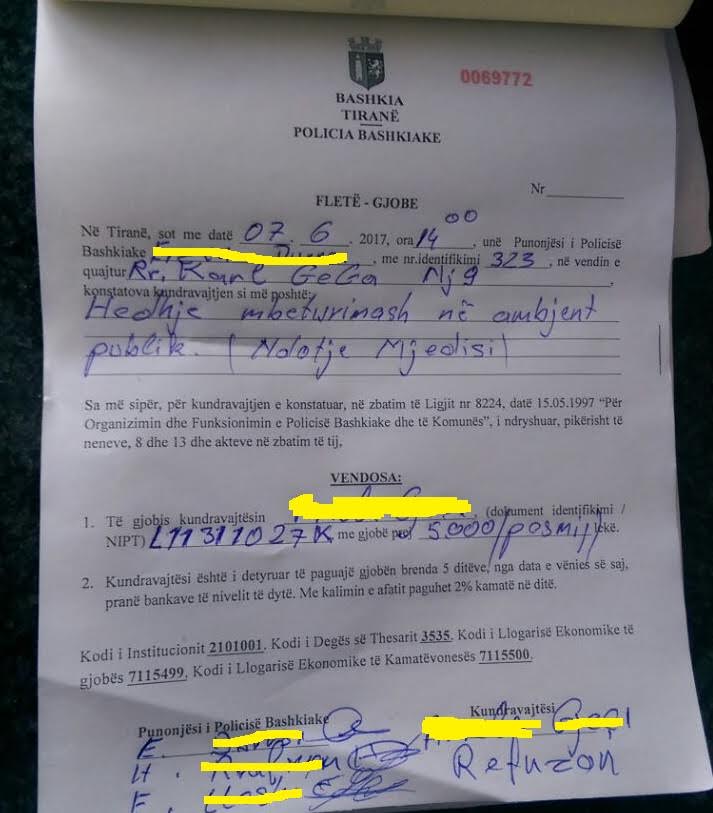 0069772
BASHKIA
TIRANË
POLICIA BASHKIAKE
Nr
FLETË - GJOBE
Në Tiranë, sot me datë 07. 6 2017, ora 14 00, unë Punonjësi i Policisë
Bashkiake , me nr.identifikimi 323, në vendin e
quajtur Rr. Karl GeGa Nj 9,
konstatova kundravajtjen si më poshtë:
Hedhje mbeturinash në ambjent
publik. (Ndotje Mjedisi)
Sa më sipër, për kundravajtjen e konstatuar, në zbatim të Ligjit nr 8224, datë 15.05.1997 “Për
Organizimin dhe Funksionimin e Policisë Bashkiake dhe të Komunës”, i ndryshuar, pikërisht të
neneve, 8 dhe 13 dhe akteve në zbatim të tij,
VENDOSA:
1. Të gjobis kundravajtësin , (dokument identifikimi /
NIPT) L11311027K me gjobë prej 5.000/pesmij/ lekë.
2. Kundravajtësi është i detyruar të paguajë gjobën brenda 5 ditëve, nga data e vënies së saj,
pranë bankave të nivelit të dytë. Me kalimin e afatit paguhet 2% kamatë në ditë.
Kodi i Institucionit 2101001. Kodi i Degës së Thesarit 3535. Kodi i Llogarisë Ekonomike të
gjobës 7115499, Kodi i Llogarisë Ekonomike të Kamatëvonesës 7115500.
Punonjësi i Policisë Bashkiake
Kundravajtësi
E.
H.
F.
Refuzon